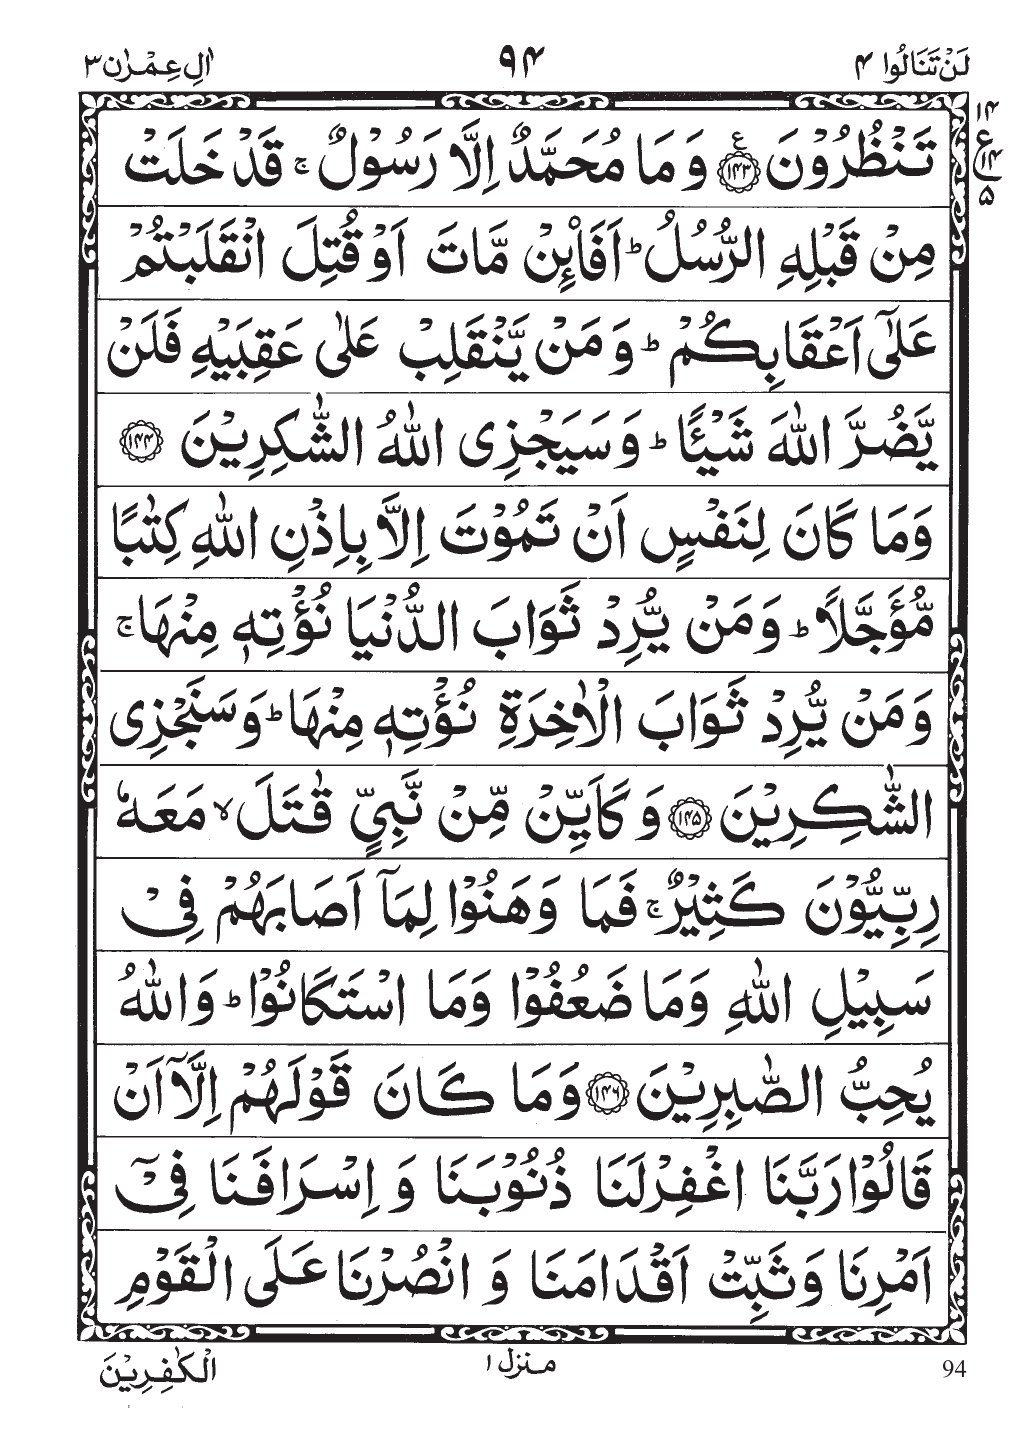 لَنْ تَنَالُوا ۴ ۹۴ اٰلِ عِمْرٰن ۳
۱۴
ع
۱۴
۵
تَنْظُرُوْنَ ۱۴۳ ع وَ مَا مُحَمَّدٌ اِلَّا رَسُوْلٌ ۚ قَدْ خَلَتْ
مِنْ قَبْلِهِ الرُّسُلُ ؕ اَفَا۠ئِنْ مَّاتَ اَوْ قُتِلَ انْقَلَبْتُمْ
عَلٰۤى اَعْقَابِكُمْ ؕ وَ مَنْ يَّنْقَلِبْ عَلٰى عَقِبَيْهِ فَلَنْ
يَّضُرَّ اللّٰهَ شَيْـًٔا ؕ وَ سَيَجْزِى اللّٰهُ الشّٰكِرِيْنَ ۱۴۴
وَمَا كَانَ لِنَفْسٍ اَنْ تَمُوْتَ اِلَّا بِاِذْنِ اللّٰهِ كِتٰبًا
مُّؤَجَّلًا ؕ وَمَنْ يُّرِدْ ثَوَابَ الدُّنْيَا نُؤْتِهٖ مِنْهَا ۚ
وَمَنْ يُّرِدْ ثَوَابَ الْاٰخِرَةِ نُؤْتِهٖ مِنْهَا ؕ وَسَنَجْزِى
الشّٰكِرِيْنَ ۱۴۵ وَ كَاَيِّنْ مِّنْ نَّبِيٍّ قٰتَلَ ۙ مَعَهٗ
رِبِّيُّوْنَ كَثِيْرٌ ۚ فَمَا وَهَنُوْا لِمَاۤ اَصَابَهُمْ فِىْ
سَبِيْلِ اللّٰهِ وَمَا ضَعُفُوْا وَمَا اسْتَكَانُوْا ؕ وَاللّٰهُ
يُحِبُّ الصّٰبِرِيْنَ ۱۴۶ وَمَا كَانَ قَوْلَهُمْ اِلَّاۤ اَنْ
قَالُوْا رَبَّنَا اغْفِرْلَنَا ذُنُوْبَنَا وَ اِسْرَافَنَا فِىْۤ
اَمْرِنَا وَثَبِّتْ اَقْدَامَنَا وَ انْصُرْنَا عَلَى الْقَوْمِ
94 منزل ۱ الْكٰفِرِيْنَ